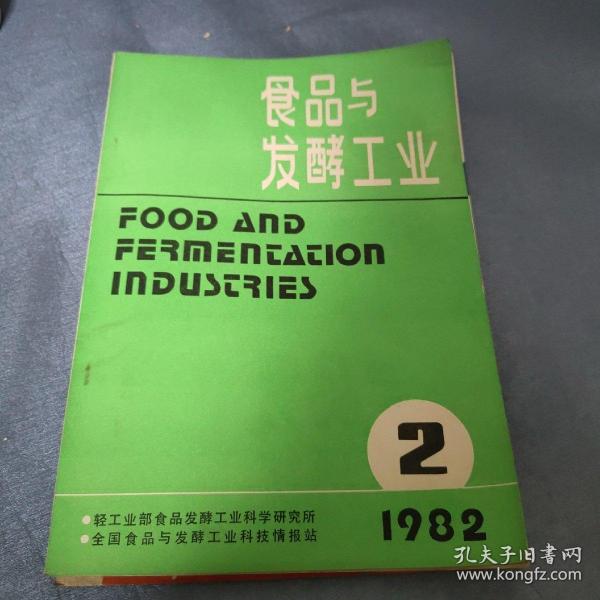 食品与
发酵工业
FOOD AND
FERMENTATION
INDUSTRIES
2
●轻工业部食品发酵工业科学研究所
●全国食品与发酵工业科技情报站
1982
孔夫子旧书网
www.kongfz.com